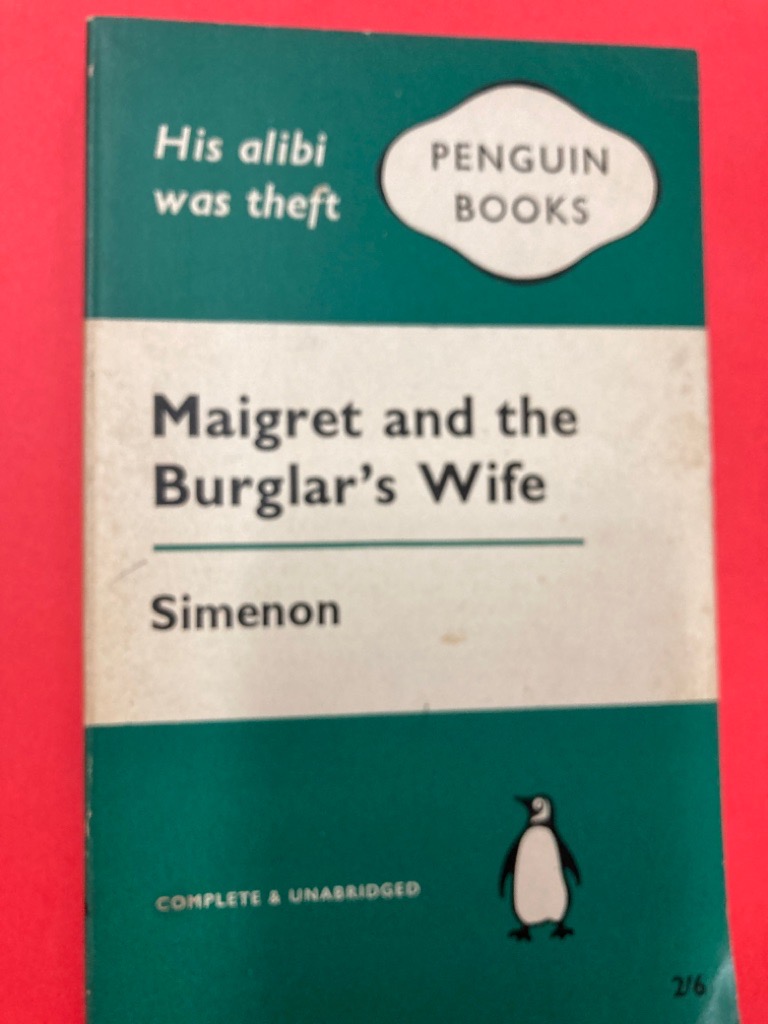 His alibi
was theft
PENGUIN
BOOKS
Maigret and the
Burglar's Wife
Simenon
COMPLETE & UNABRIDGED
2/6